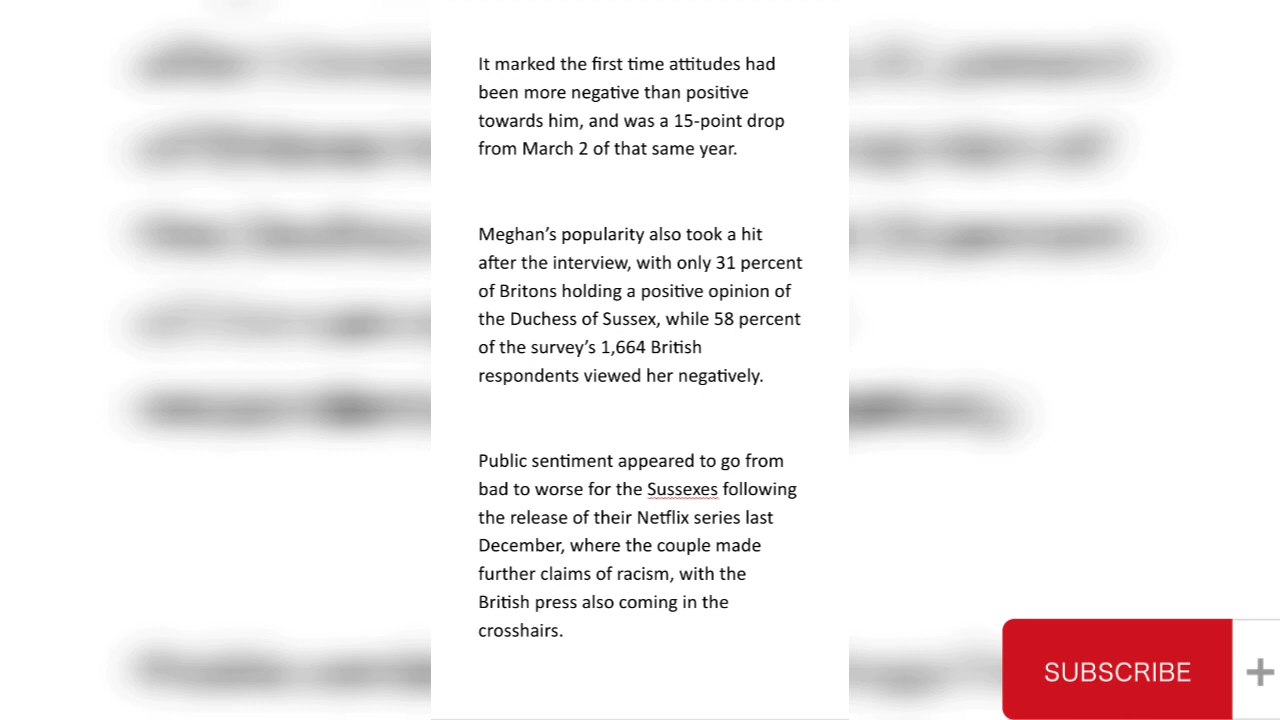 It marked the first time attitudes had
been more negative than positive
towards him, and was a 15-point drop
from March 2 of that same year.
Meghan’s popularity also took a hit
after the interview, with only 31 percent
of Britons holding a positive opinion of
the Duchess of Sussex, while 58 percent
of the survey’s 1,664 British
respondents viewed her negatively.
Public sentiment appeared to go from
bad to worse for the Sussexes following
the release of their Netflix series last
December, where the couple made
further claims of racism, with the
British press also coming in the
crosshairs.
SUBSCRIBE +